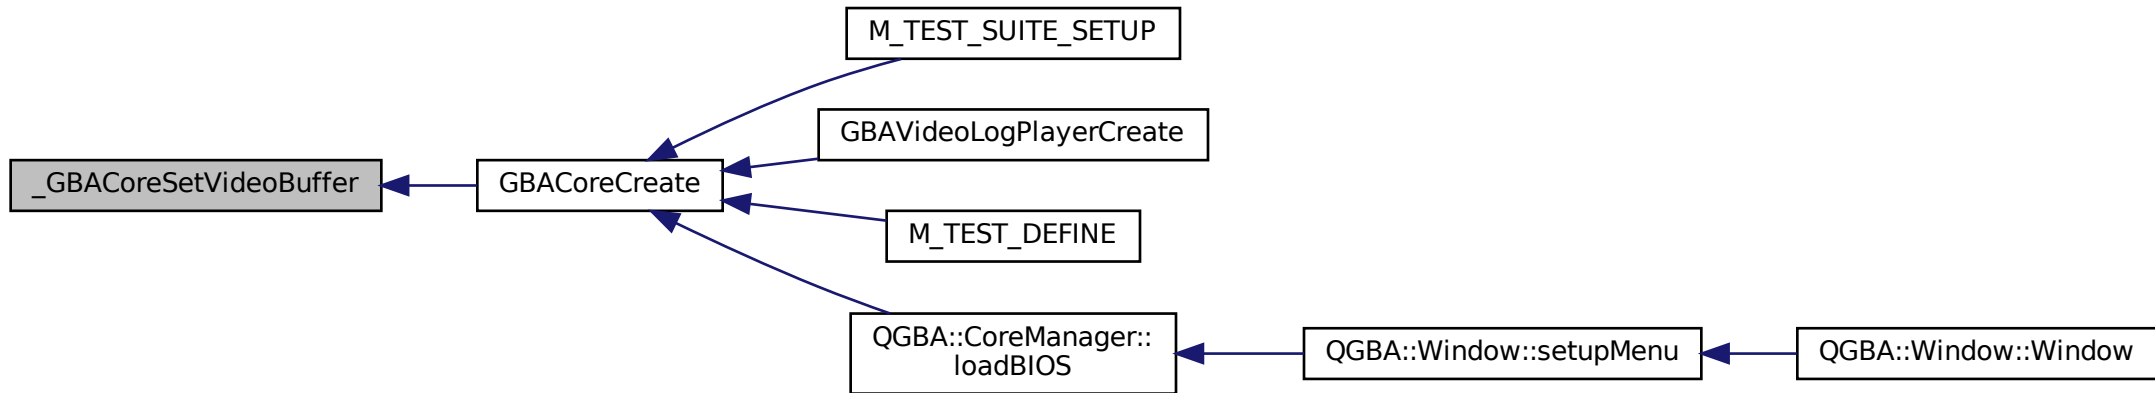 M_TEST_SUITE_SETUP
GBAVideoLogPlayerCreate
_GBACoreSetVideoBuffer
GBACoreCreate
M_TEST_DEFINE
QGBA::CoreManager::
loadBIOS
QGBA::Window::setupMenu
QGBA::Window::Window